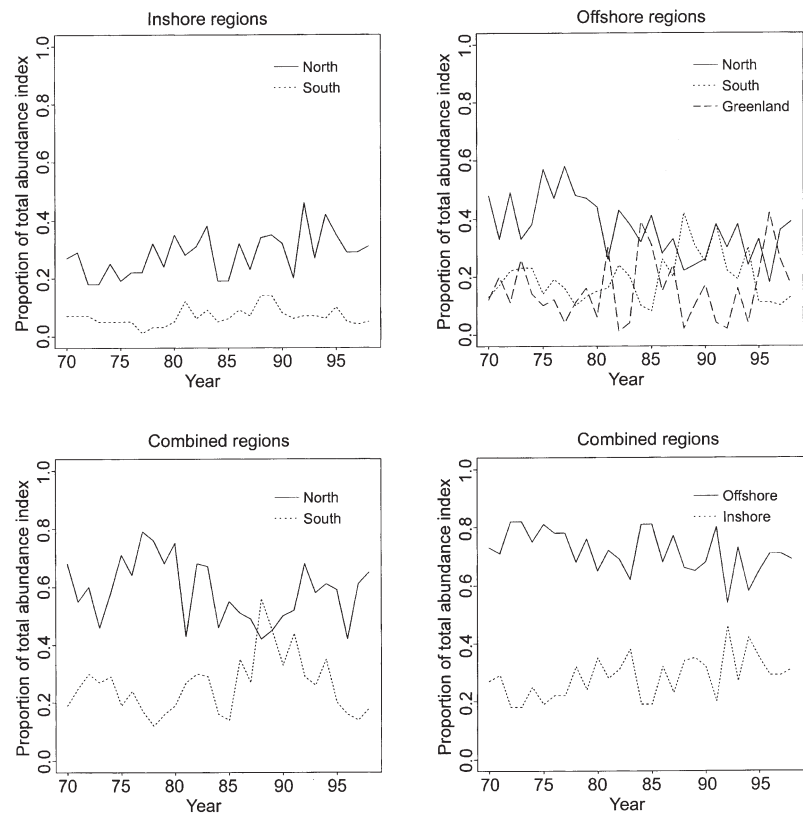 Inshore regions
Proportion of total abundance index
1.0
0.8
0.6
0.4
0.2
0.0
North
South
70 75 80 85 90 95
Year
Offshore regions
Proportion of total abundance index
1.0
0.8
0.6
0.4
0.2
0.0
North
South
Greenland
70 75 80 85 90 95
Year
Combined regions
Proportion of total abundance index
1.0
0.8
0.6
0.4
0.2
0.0
North
South
70 75 80 85 90 95
Year
Combined regions
Proportion of total abundance index
1.0
0.8
0.6
0.4
0.2
0.0
Offshore
Inshore
70 75 80 85 90 95
Year